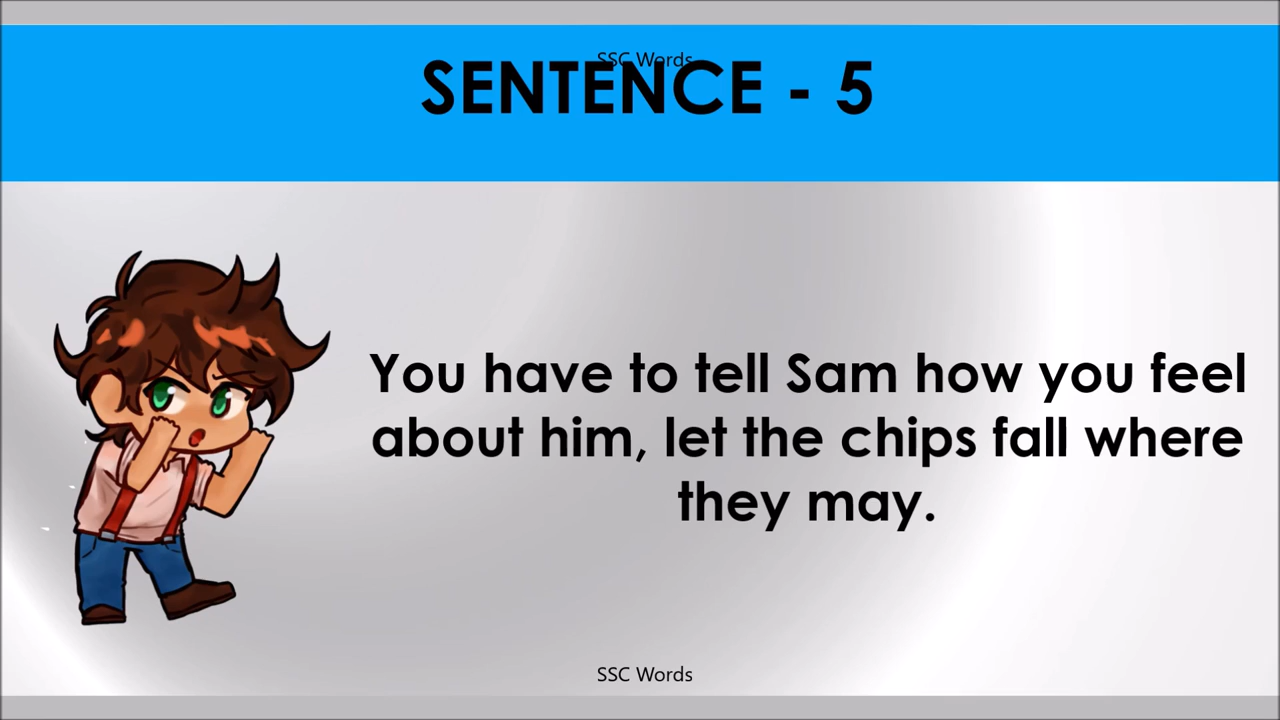 SSC Words
SENTENCE - 5
You have to tell Sam how you feel
about him, let the chips fall where
they may.
SSC Words